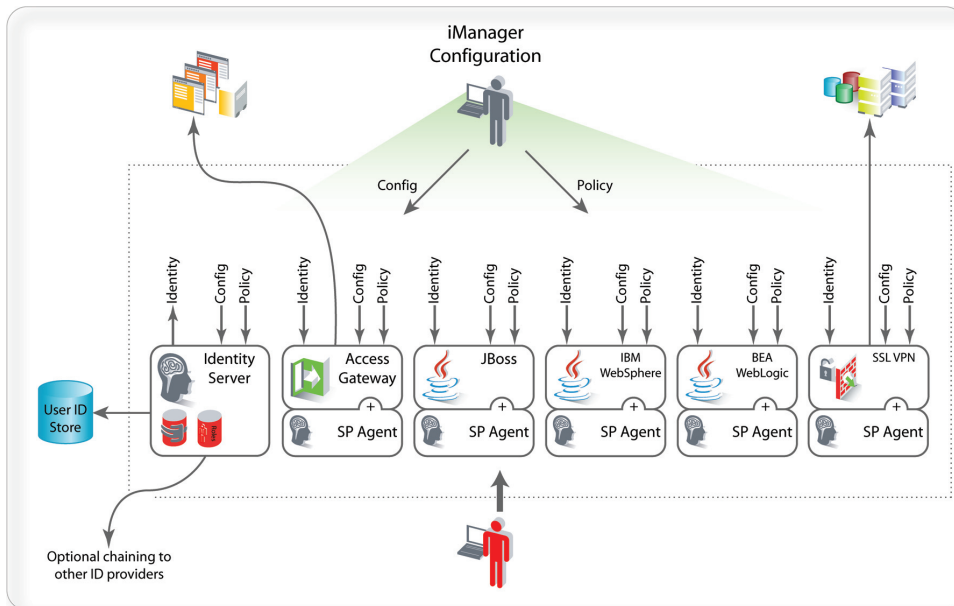 iManager
Configuration
Config
Policy
Identity
Config
Policy
Identity
Config
Policy
Identity
Config
Policy
Identity
Config
Policy
Identity
Config
Policy
Identity
Config
Policy
Identity
Server
Access
Gateway
JBoss
IBM
WebSphere
BEA
WebLogic
SSL VPN
User ID
Store
Roles
+
+
+
+
+
SP Agent
SP Agent
SP Agent
SP Agent
SP Agent
Optional chaining to
other ID providers